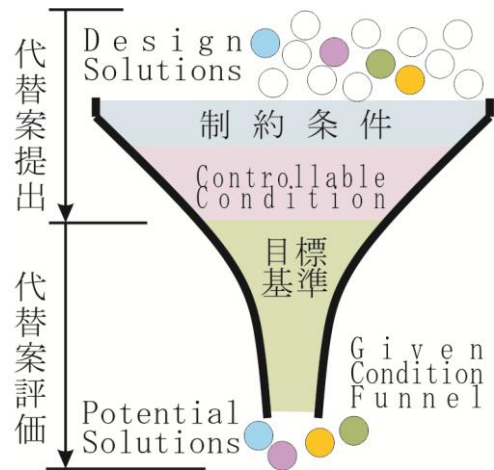 Design
Solutions
代替案提出
制約条件
Controllable
Condition
目標
基準
代替案評価
Given
Condition
Funnel
Potential
Solutions